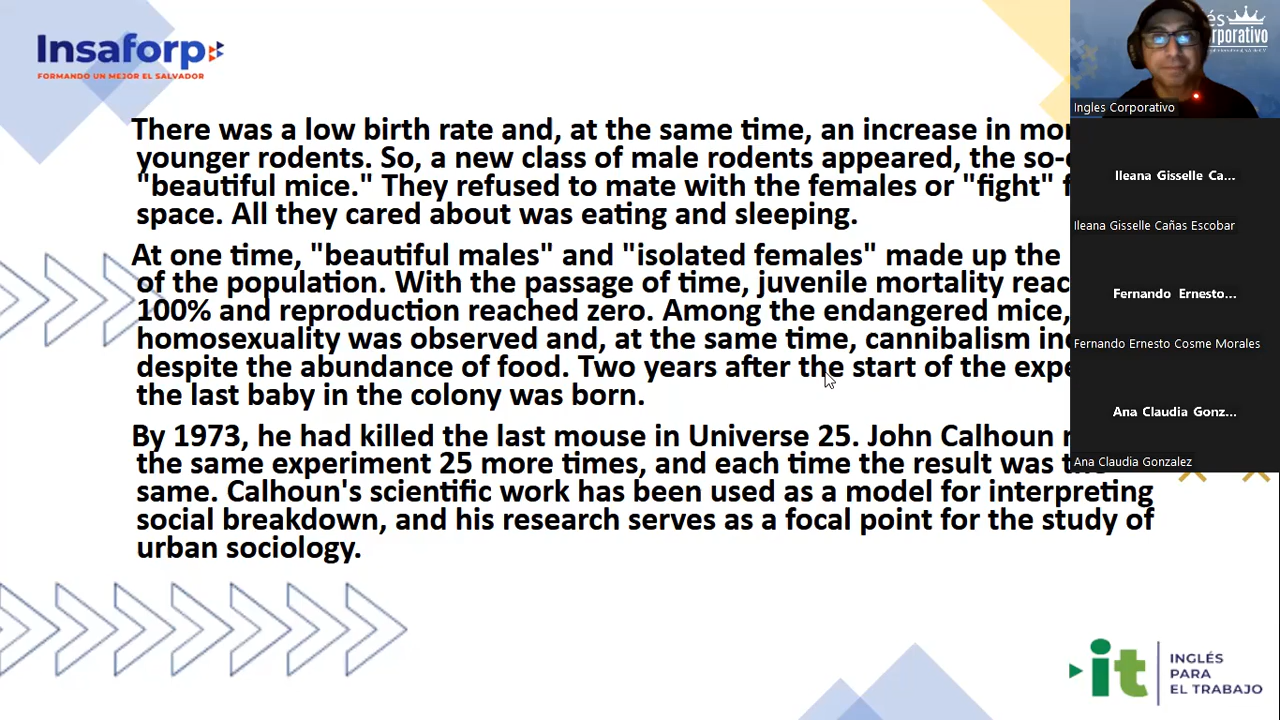 Insaforp
FORMANDO UN MEJOR EL SALVADOR
There was a low birth rate and, at the same time, an increase in
younger rodents. So, a new class of male rodents appeared, the
"beautiful mice." They refused to mate with the females or "fight"
space. All they cared about was eating and sleeping.
At one time, "beautiful males" and "isolated females" made up the
of the population. With the passage of time, juvenile mortality
100% and reproduction reached zero. Among the endangered mice,
homosexuality was observed and, at the same time, cannibalism
despite the abundance of food. Two years after the start of the
the last baby in the colony was born.
By 1973, he had killed the last mouse in Universe 25. John Calhoun
the same experiment 25 more times, and each time the result was the
same. Calhoun's scientific work has been used as a model for interpreting
social breakdown, and his research serves as a focal point for the study of
urban sociology.
Ingles Corporativo
Ileana Gisselle Ca...
Ileana Gisselle Cañas Escobar
Fernando Ernesto...
Fernando Ernesto Cosme Morales
Ana Claudia Gonz...
Ana Claudia Gonzalez
it
INGLÉS
PARA
EL TRABAJO